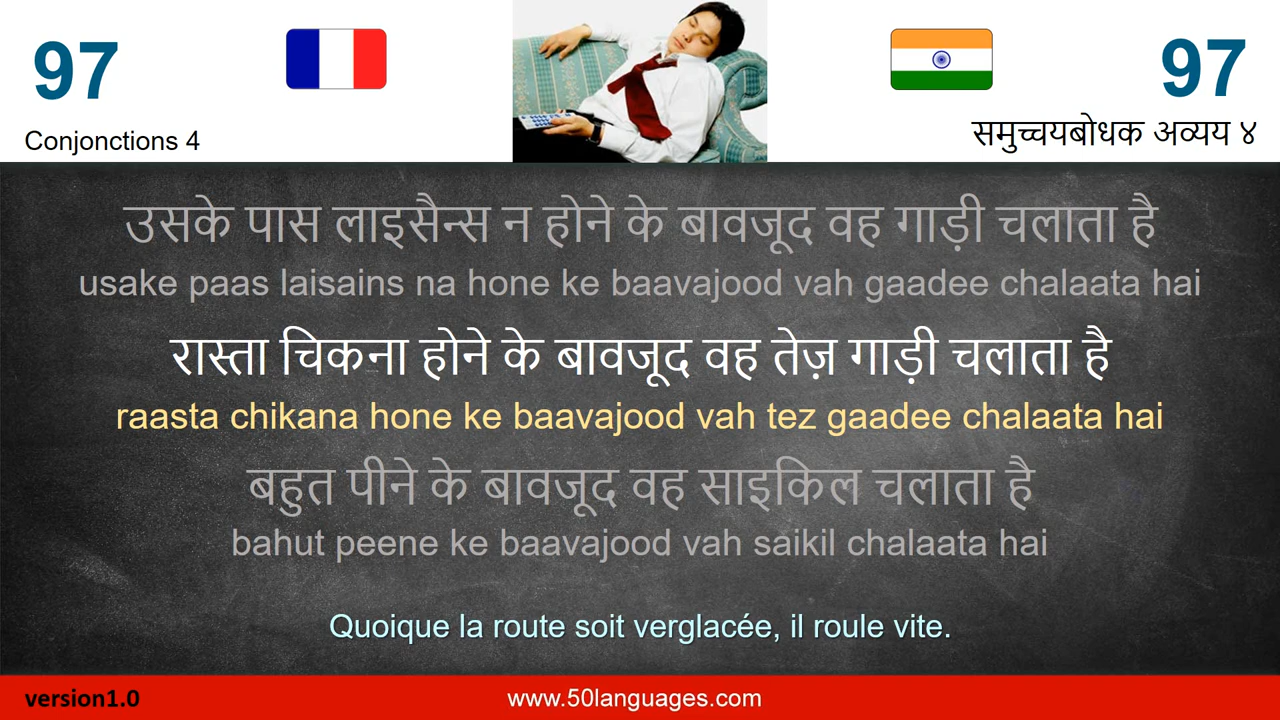 97
97
Conjonctions 4
समुच्चयबोधक अव्यय ४
उसके पास लाइसैन्स न होने के बावजूद वह गाड़ी चलाता है
usake paas laisains na hone ke baavajood vah gaadee chalaata hai
रास्ता चिकना होने के बावजूद वह तेज़ गाड़ी चलाता है
raasta chikana hone ke baavajood vah tez gaadee chalaata hai
बहुत पीने के बावजूद वह साइकिल चलाता है
bahut peene ke baavajood vah saikil chalaata hai
Quoique la route soit verglacée, il roule vite.
version1.0
www.50languages.com